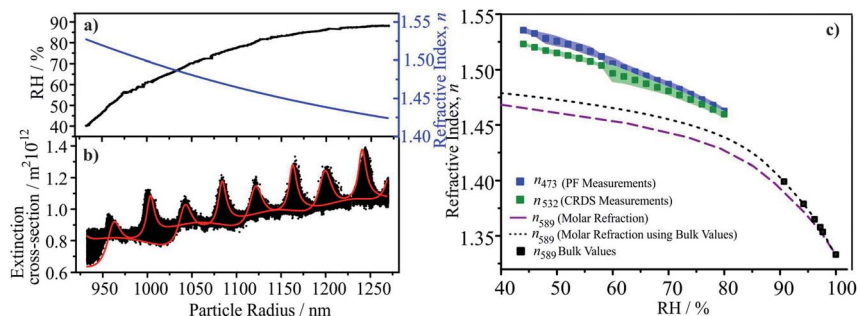 a)
RH / %
90
80
70
60
50
40
Refractive Index, n
1.55
1.50
1.45
1.40
b)
Extinction
cross-section / m²10⁻¹²
1.4
1.2
1.0
0.8
0.6
950 1000 1050 1100 1150 1200 1250
Particle Radius / nm
c)
Refractive Index, n
1.55
1.50
1.45
1.40
1.35
n473 (PF Measurements)
n532 (CRDS Measurements)
n589 (Molar Refraction)
n589 (Molar Refraction using Bulk Values)
n589 Bulk Values
40 50 60 70 80 90 100
RH / %